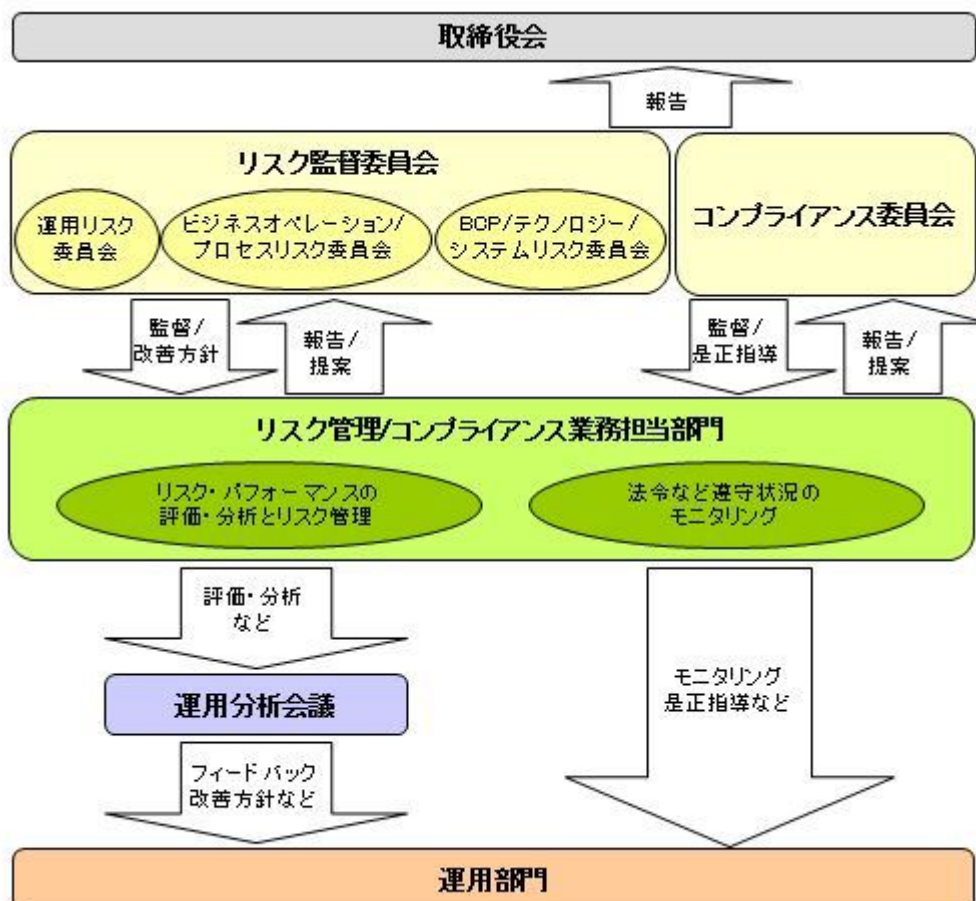 取締役会
報告
リスク監督委員会
運用リスク
委員会
ビジネスオペレーション/
プロセスリスク委員会
BCP/テクノロジー/
システムリスク委員会
コンプライアンス委員会
監督/
改善方針
報告/
提案
監督/
是正指導
報告/
提案
リスク管理/コンプライアンス業務担当部門
リスク・パフォーマンスの
評価・分析とリスク管理
法令など遵守状況の
モニタリング
評価・分析
など
運用分析会議
モニタリング
是正指導など
フィードバック
改善方針など
運用部門